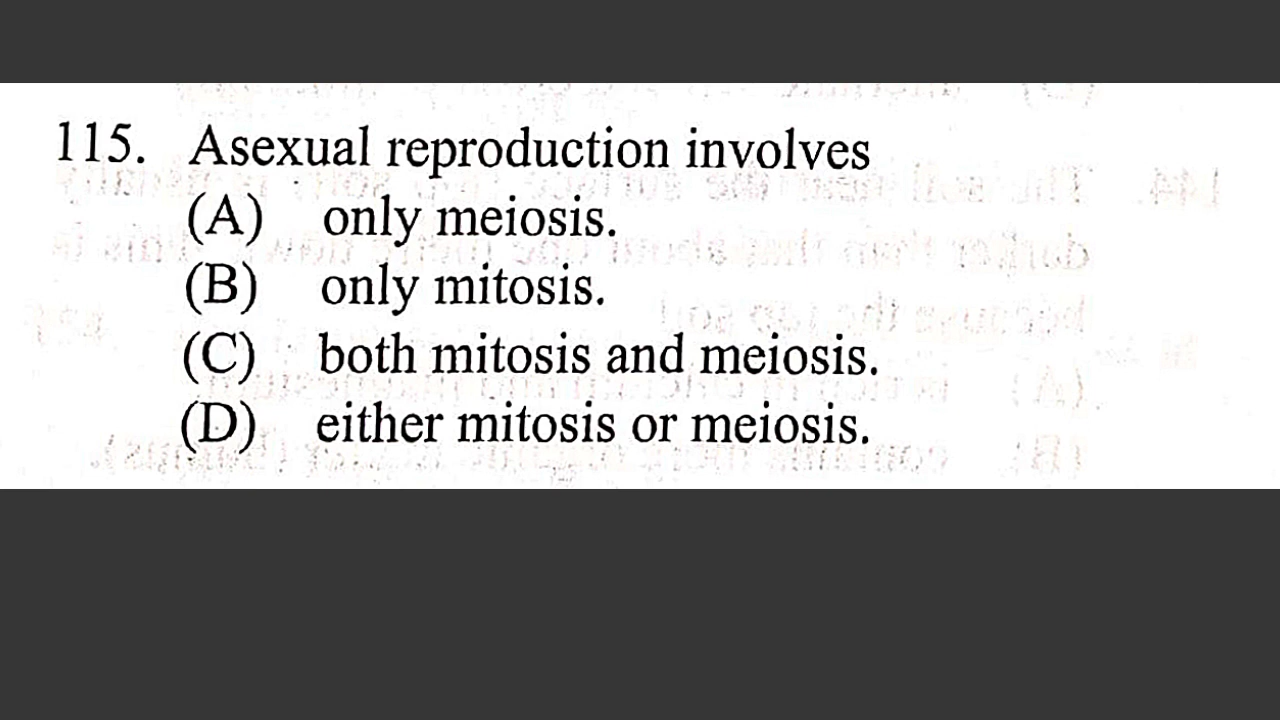 115. Asexual reproduction involves
(A) only meiosis.
(B) only mitosis.
(C) both mitosis and meiosis.
(D) either mitosis or meiosis.